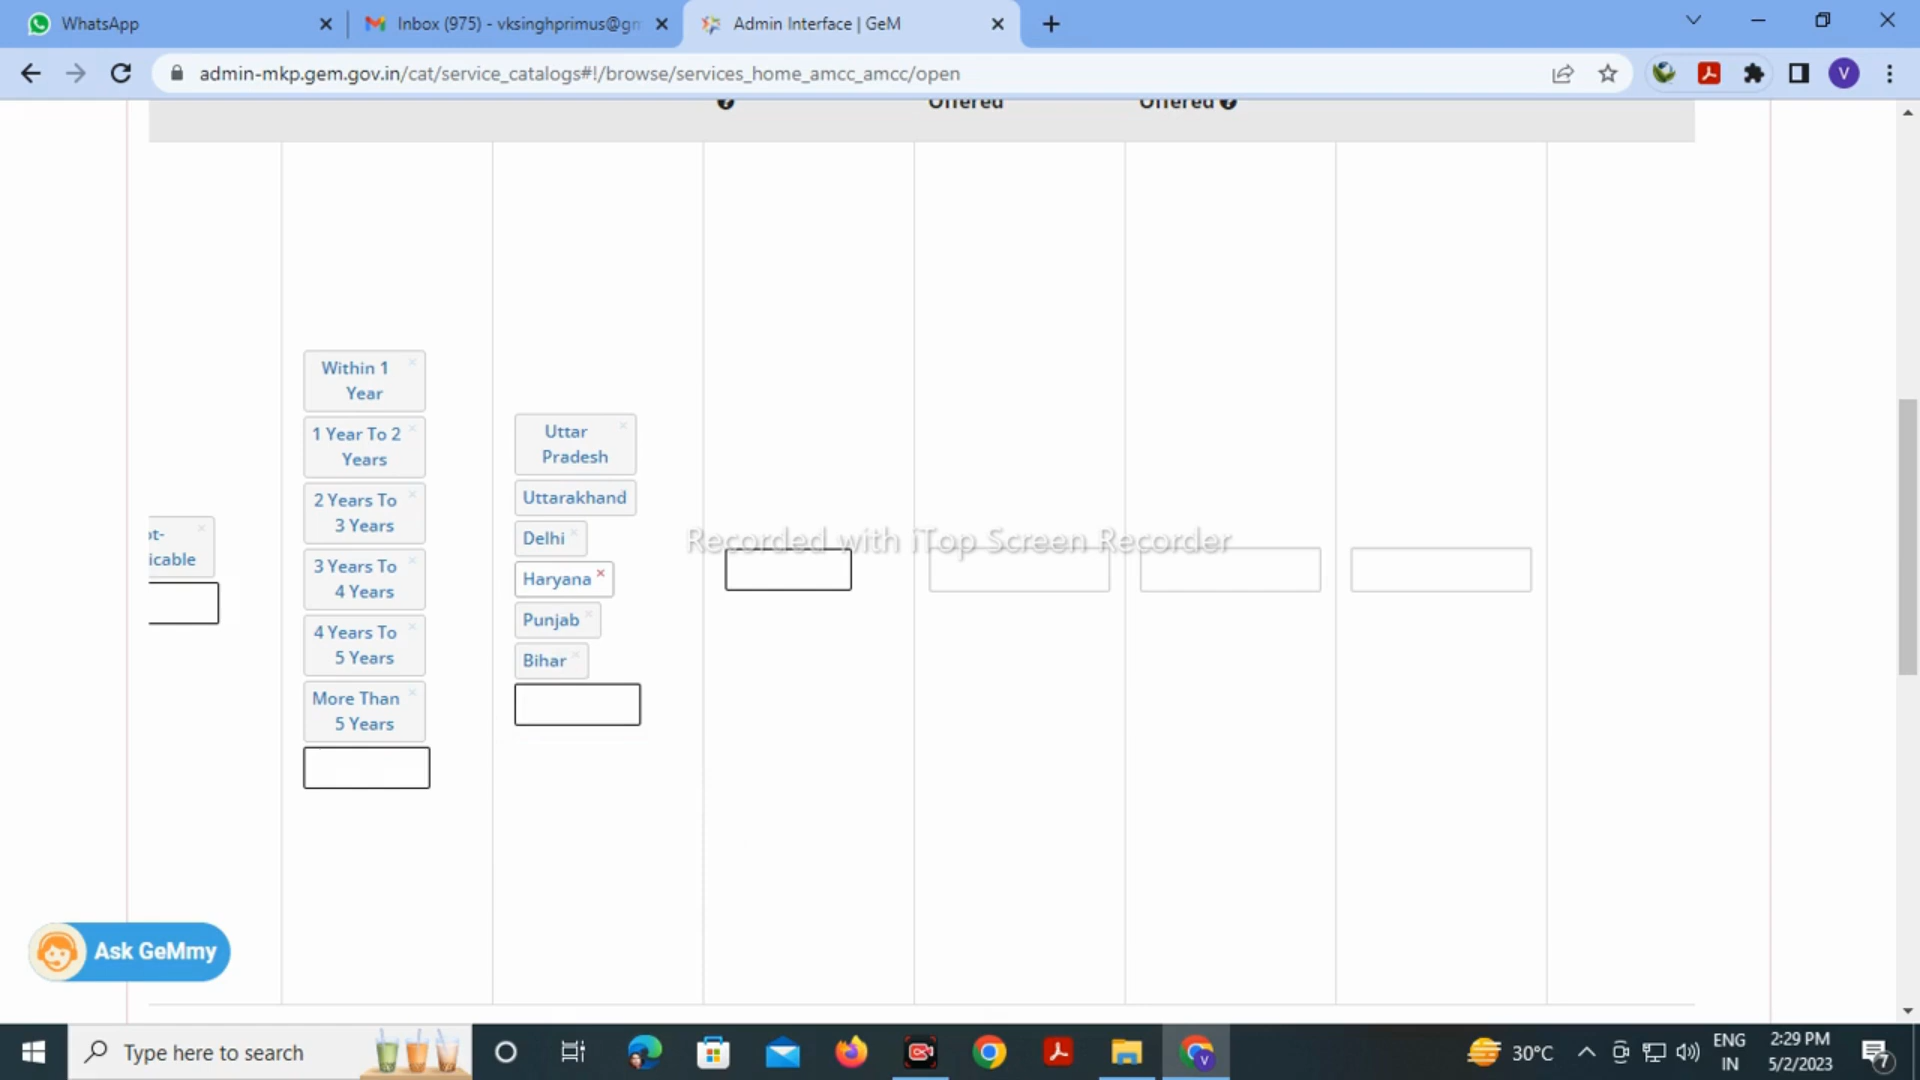 WhatsApp
Inbox (975) - vksinghprimus@gm
Admin Interface | GeM
admin-mkp.gem.gov.in/cat/service_catalogs#!/browse/services_home_amcc_amcc/open
V
Offered
Offered
Within 1
Year
1 Year To 2
Years
2 Years To
3 Years
3 Years To
4 Years
4 Years To
5 Years
More Than
5 Years
ot-
icable
Uttar
Pradesh
Uttarakhand
Delhi
Haryana
Punjab
Bihar
Recorded with iTop Screen Recorder
Ask GeMmy
Type here to search
V
30°C
ENG
IN
2:29 PM
5/2/2023
7